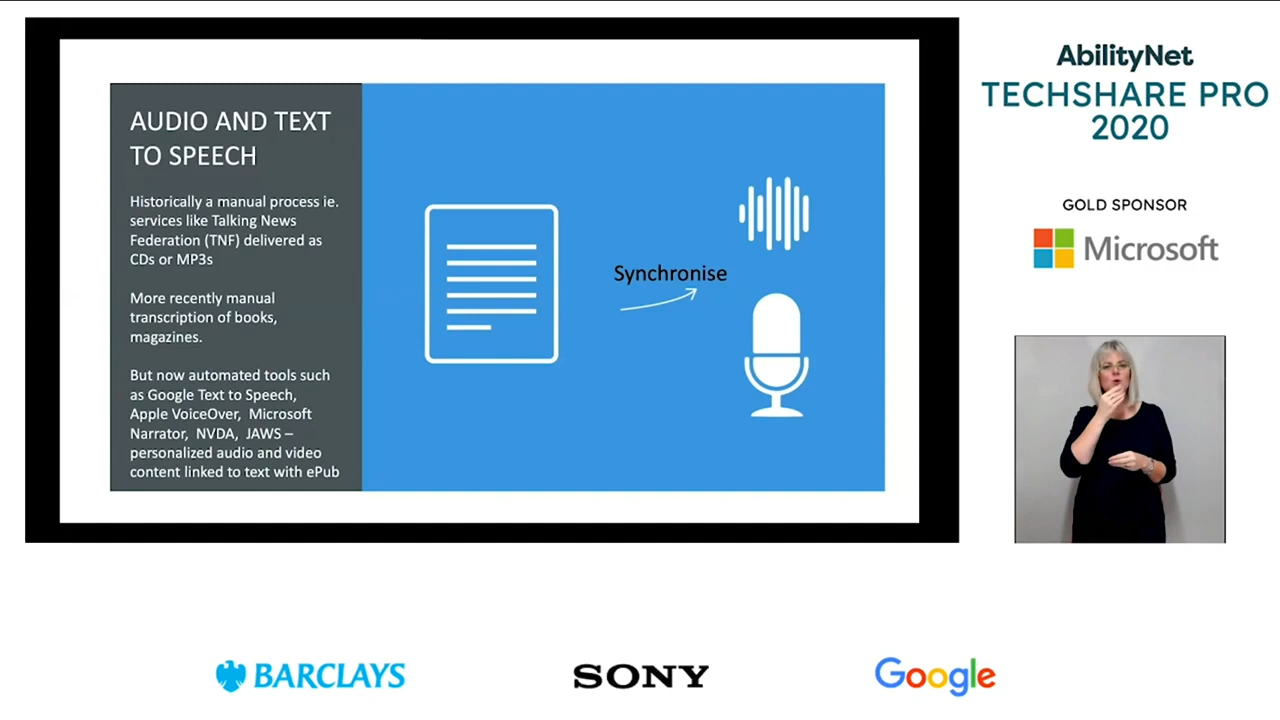 AUDIO AND TEXT
TO SPEECH
Historically a manual process ie.
services like Talking News
Federation (TNF) delivered as
CDs or MP3s
More recently manual
transcription of books,
magazines.
But now automated tools such
as Google Text to Speech,
Apple VoiceOver, Microsoft
Narrator, NVDA, JAWS –
personalized audio and video
content linked to text with ePub
Synchronise
AbilityNet
TECHSHARE PRO
2020
GOLD SPONSOR
Microsoft
BARCLAYS
SONY
Google